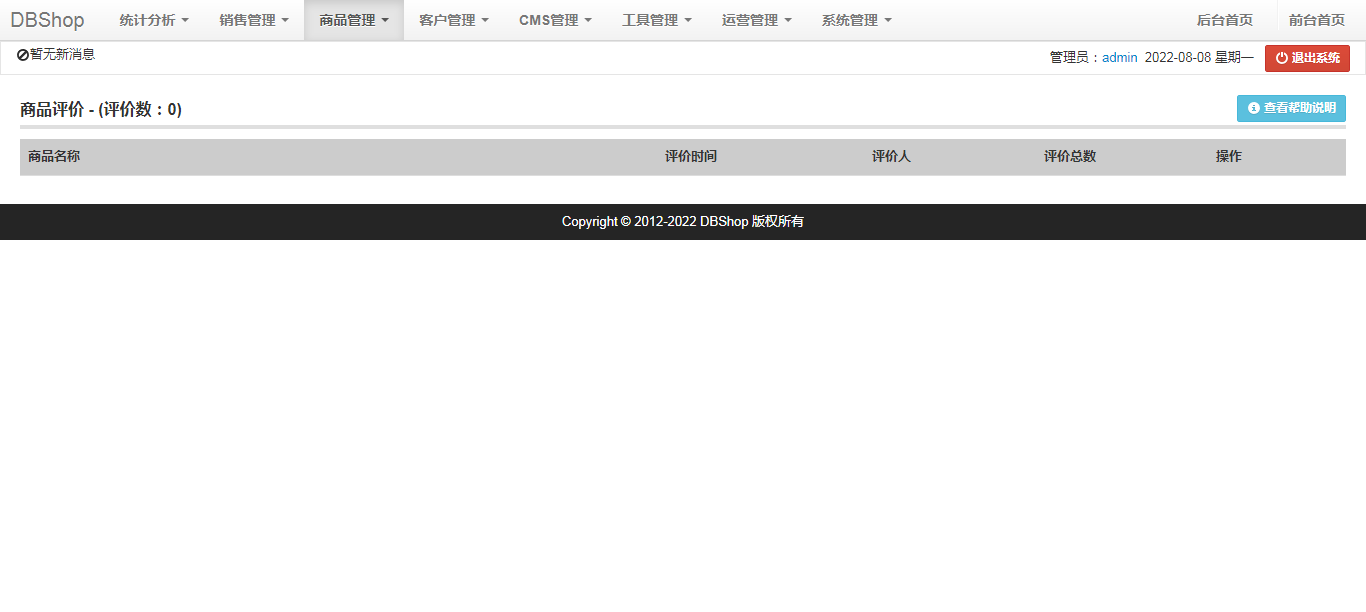 DBShop 统计分析 销售管理 商品管理 客户管理 CMS管理 工具管理 运营管理 系统管理 后台首页 前台首页
暂无新消息 管理员：admin 2022-08-08 星期一 退出系统
商品评价 - (评价数：0) 查看帮助说明
商品名称 评价时间 评价人 评价总数 操作
Copyright © 2012-2022 DBShop 版权所有